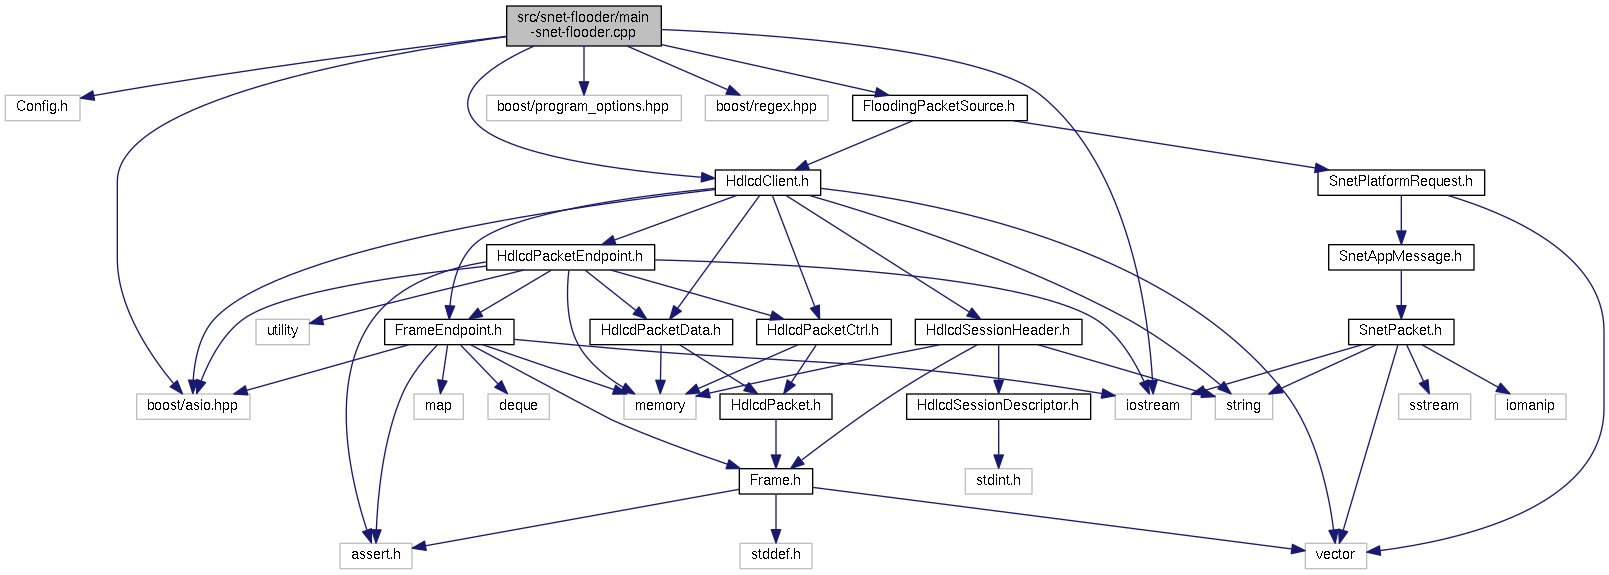 src/snet-flooder/main
-snet-flooder.cpp
Config.h
boost/program_options.hpp
boost/regex.hpp
FloodingPacketSource.h
HdlcdClient.h
SnetPlatformRequest.h
HdlcdPacketEndpoint.h
SnetAppMessage.h
utility
FrameEndpoint.h
HdlcdPacketData.h
HdlcdPacketCtrl.h
HdlcdSessionHeader.h
SnetPacket.h
boost/asio.hpp
map
deque
memory
HdlcdPacket.h
HdlcdSessionDescriptor.h
iostream
string
sstream
iomanip
Frame.h
stdint.h
assert.h
stddef.h
vector